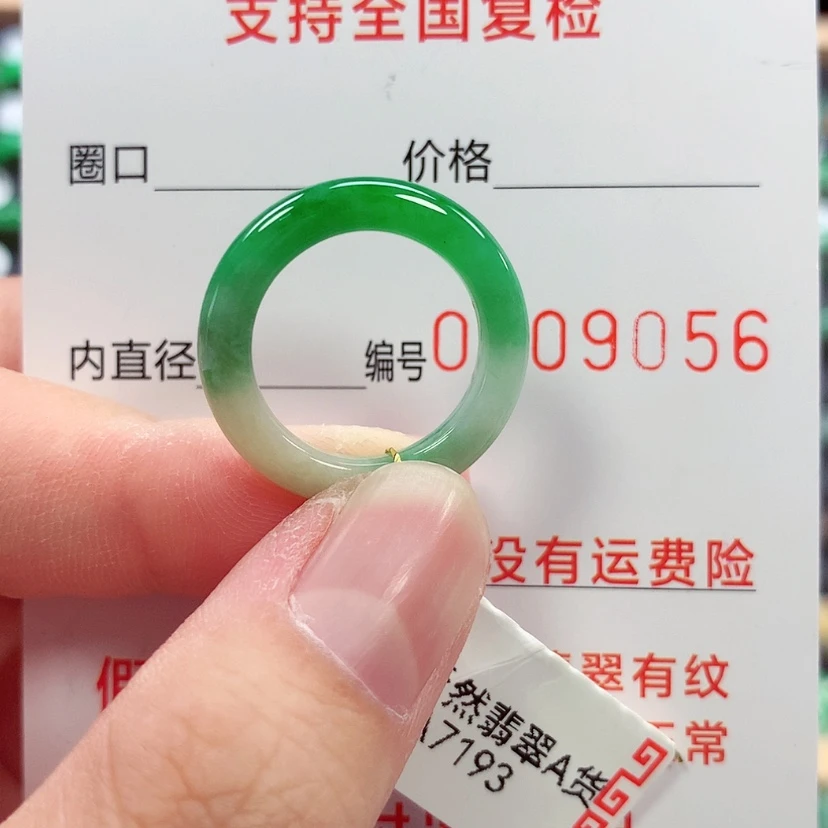 支持全国复检
圈口 价格
内直径 编号0 09056
没有运费险
翠有纹
常
然翡翠A货
7193